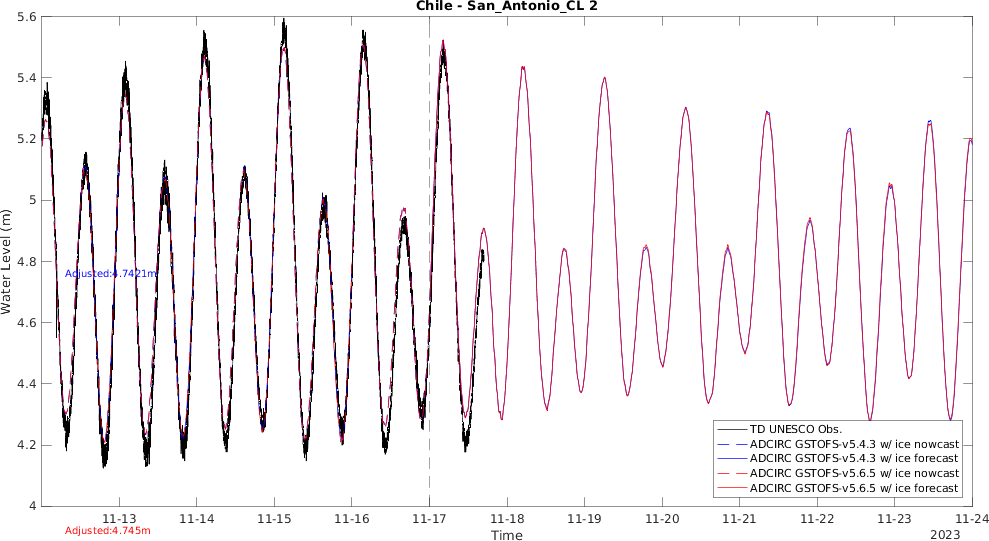 Chile - San_Antonio_CL 2
5.6
5.4
5.2
5
4.8
4.6
4.4
4.2
4
Water Level (m)
Adjusted:4.7421m
TD UNESCO Obs.
ADCIRC GSTOFS-v5.4.3 w/ ice nowcast
ADCIRC GSTOFS-v5.4.3 w/ ice forecast
ADCIRC GSTOFS-v5.6.5 w/ ice nowcast
ADCIRC GSTOFS-v5.6.5 w/ ice forecast
11-13 11-14 11-15 11-16 11-17 11-18 11-19 11-20 11-21 11-22 11-23 11-24
Adjusted:4.745m
Time
2023